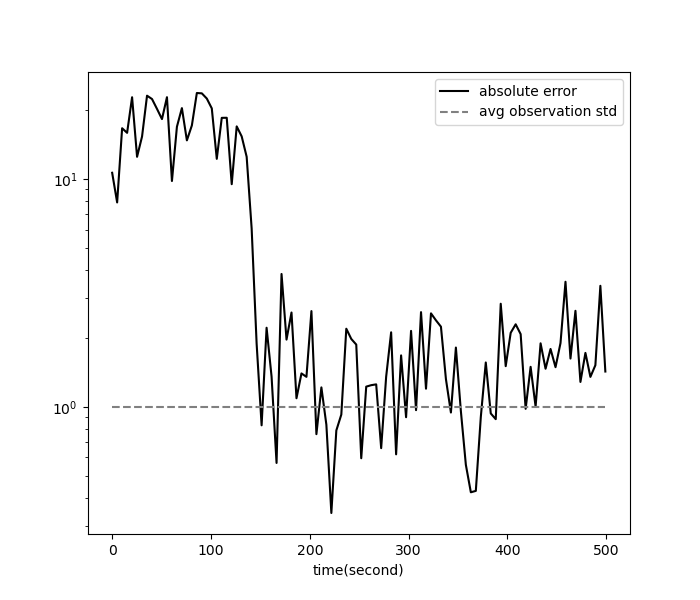 absolute error
avg observation std
10¹
10⁰
0 100 200 300 400 500
time(second)